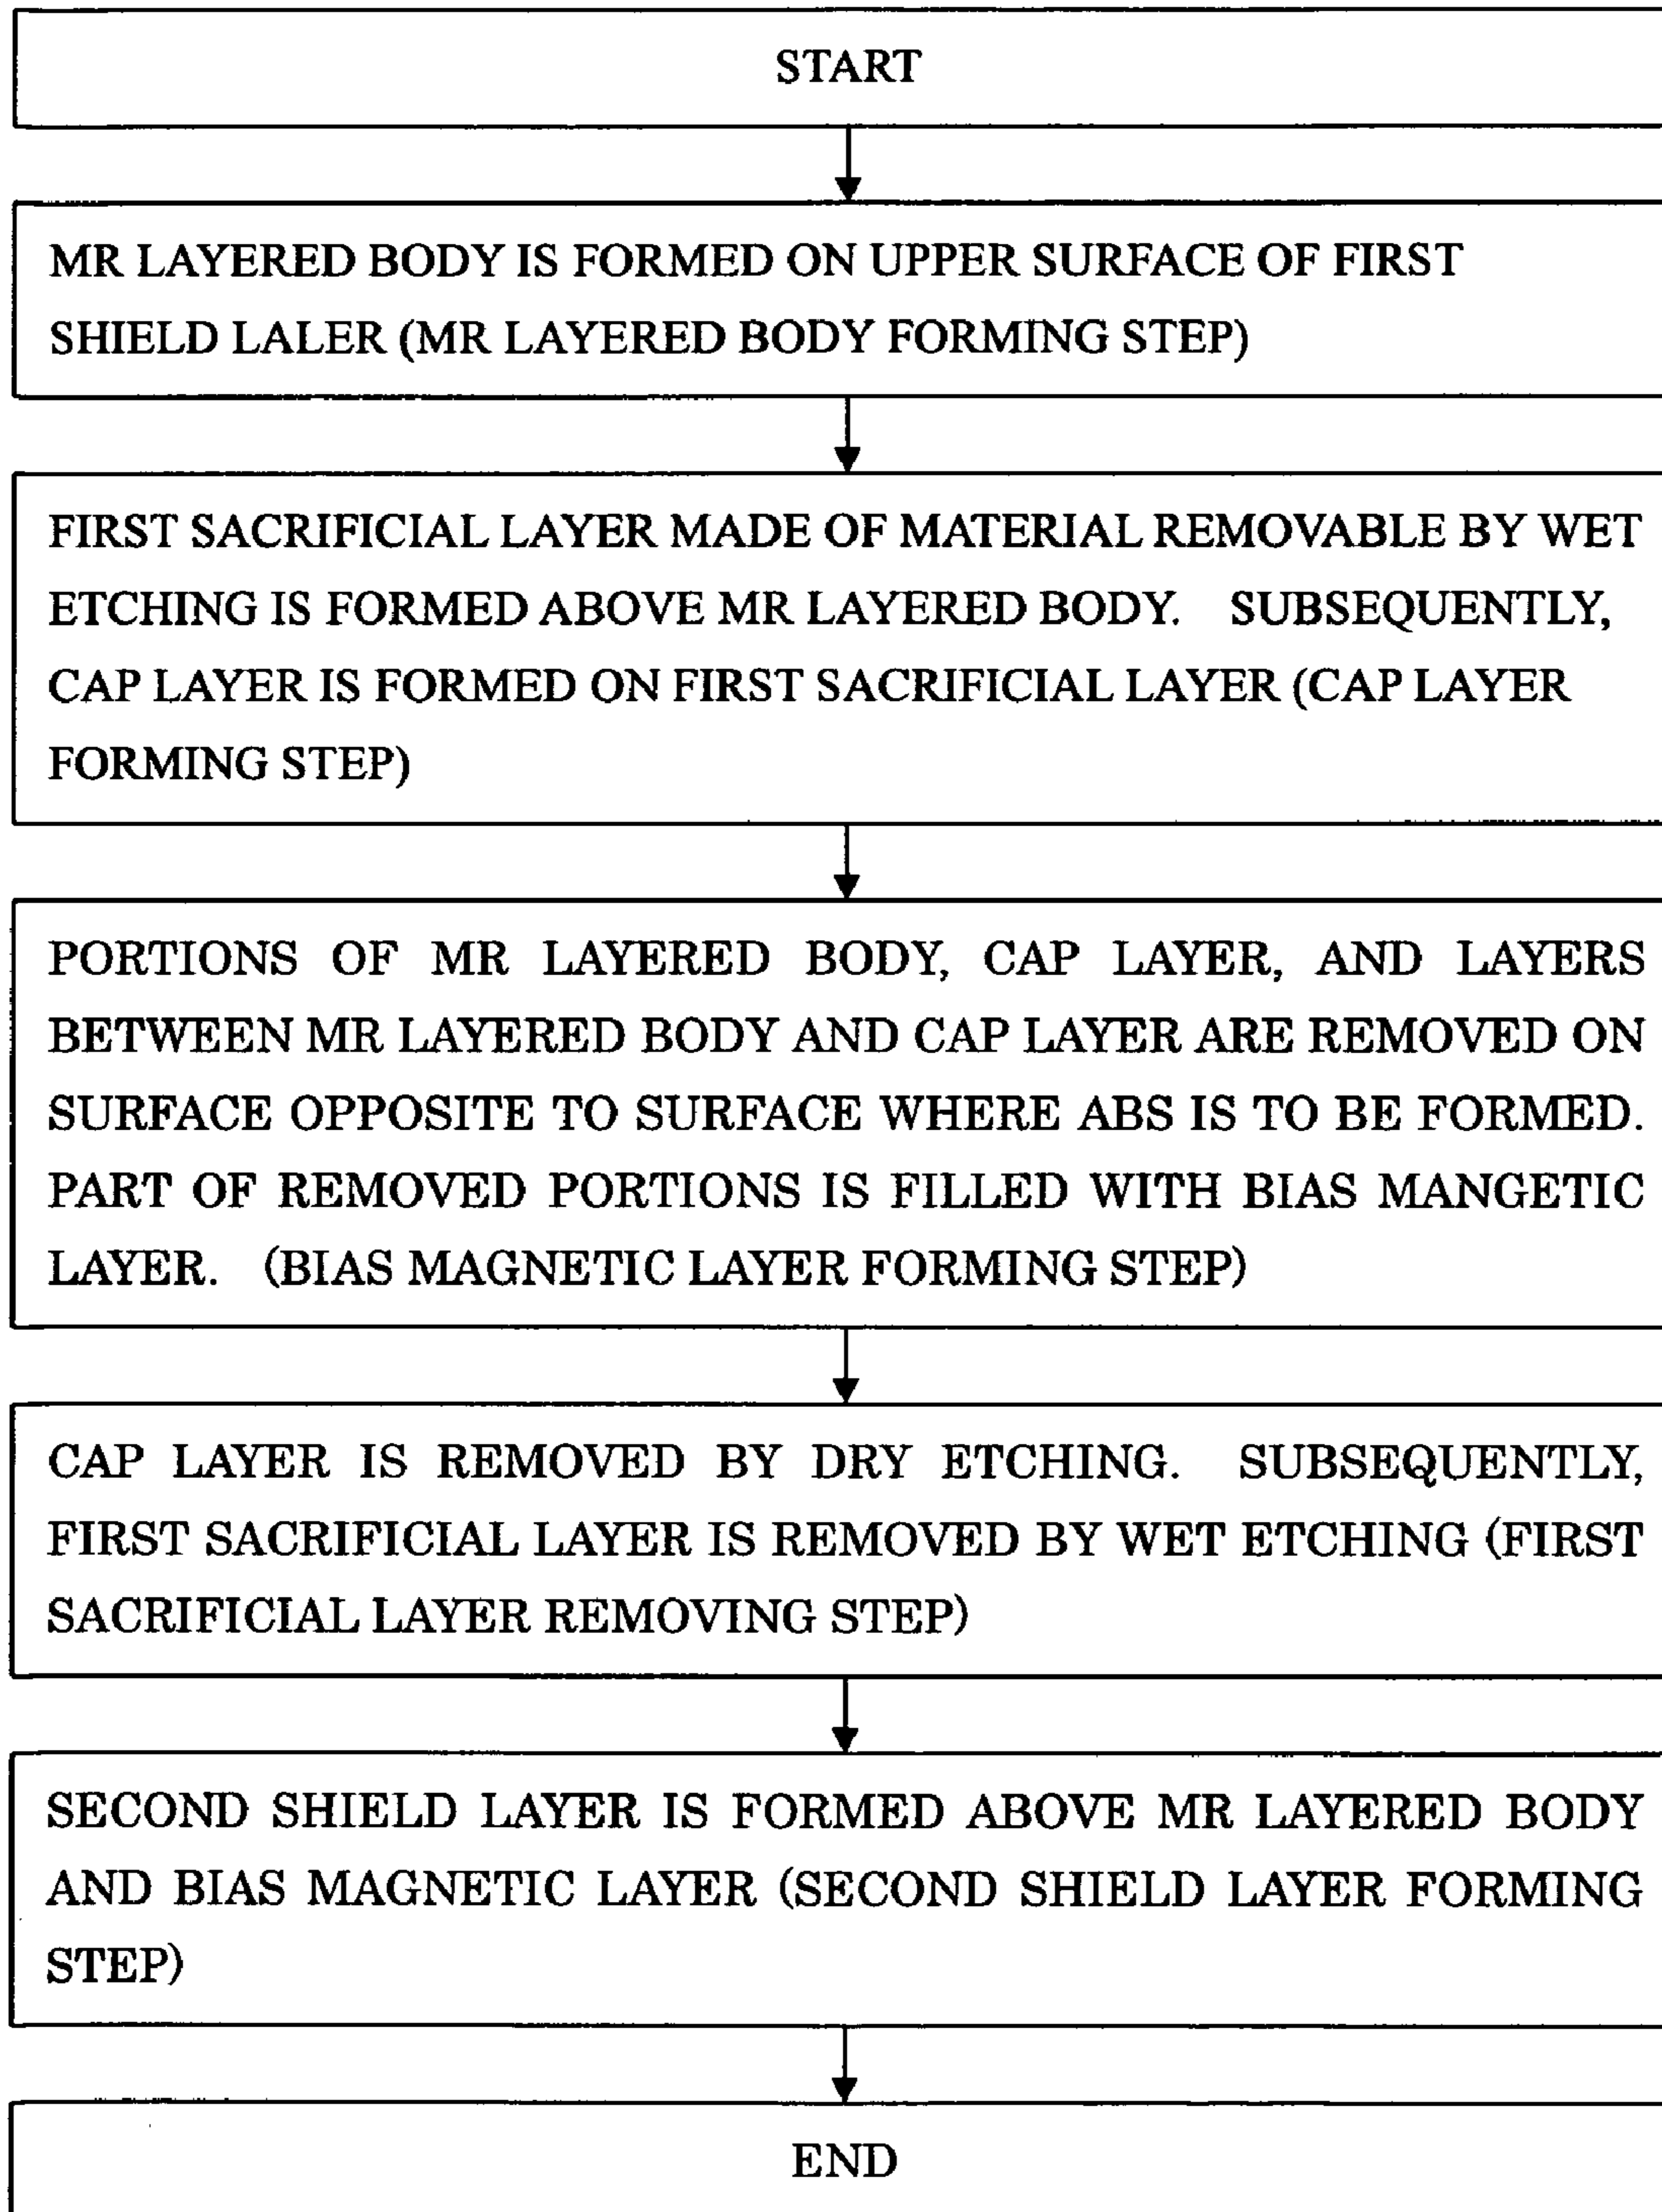 START
MR LAYERED BODY IS FORMED ON UPPER SURFACE OF FIRST
SHIELD LALER (MR LAYERED BODY FORMING STEP)
FIRST SACRIFICIAL LAYER MADE OF MATERIAL REMOVABLE BY WET
ETCHING IS FORMED ABOVE MR LAYERED BODY. SUBSEQUENTLY,
CAP LAYER IS FORMED ON FIRST SACRIFICIAL LAYER (CAP LAYER
FORMING STEP)
PORTIONS OF MR LAYERED BODY, CAP LAYER, AND LAYERS
BETWEEN MR LAYERED BODY AND CAP LAYER ARE REMOVED ON
SURFACE OPPOSITE TO SURFACE WHERE ABS IS TO BE FORMED.
PART OF REMOVED PORTIONS IS FILLED WITH BIAS MANGETIC
LAYER. (BIAS MAGNETIC LAYER FORMING STEP)
CAP LAYER IS REMOVED BY DRY ETCHING. SUBSEQUENTLY,
FIRST SACRIFICIAL LAYER IS REMOVED BY WET ETCHING (FIRST
SACRIFICIAL LAYER REMOVING STEP)
SECOND SHIELD LAYER IS FORMED ABOVE MR LAYERED BODY
AND BIAS MAGNETIC LAYER (SECOND SHIELD LAYER FORMING
STEP)
END